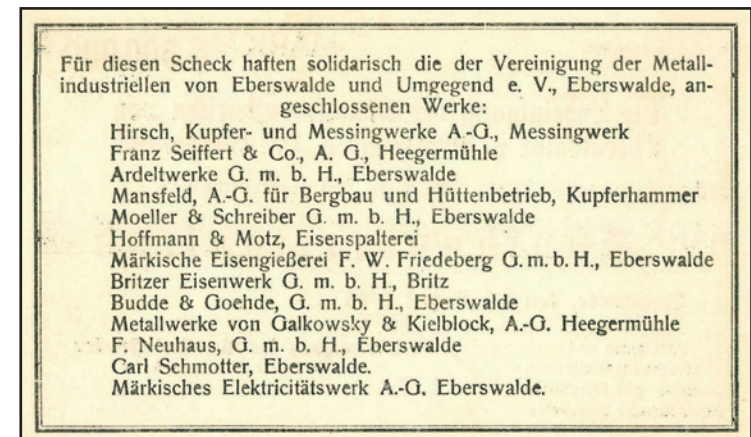 Für diesen Scheck haften solidarisch die der Vereinigung der Metall-
industriellen von Eberswalde und Umgegend e. V., Eberswalde, an-
geschlossenen Werke:
Hirsch, Kupfer- und Messingwerke A.-G., Messingwerk
Franz Seiffert & Co., A. G., Heegermühle
Ardeltwerke G. m. b. H., Eberswalde
Mansfeld, A.-G. für Bergbau und Hüttenbetrieb, Kupferhammer
Moeller & Schreiber G. m. b. H., Eberswalde
Hoffmann & Motz, Eisenspalterei
Märkische Eisengießerei F. W. Friedeberg G. m. b. H., Eberswalde
Britzer Eisenwerk G. m. b. H., Britz
Budde & Goehde, G. m. b. H., Eberswalde
Metallwerke von Galkowsky & Kielblock, A.-G. Heegermühle
F. Neuhaus, G. m. b. H., Eberswalde
Carl Schmotter, Eberswalde.
Märkisches Elektricitätswerk A.-G. Eberswalde.